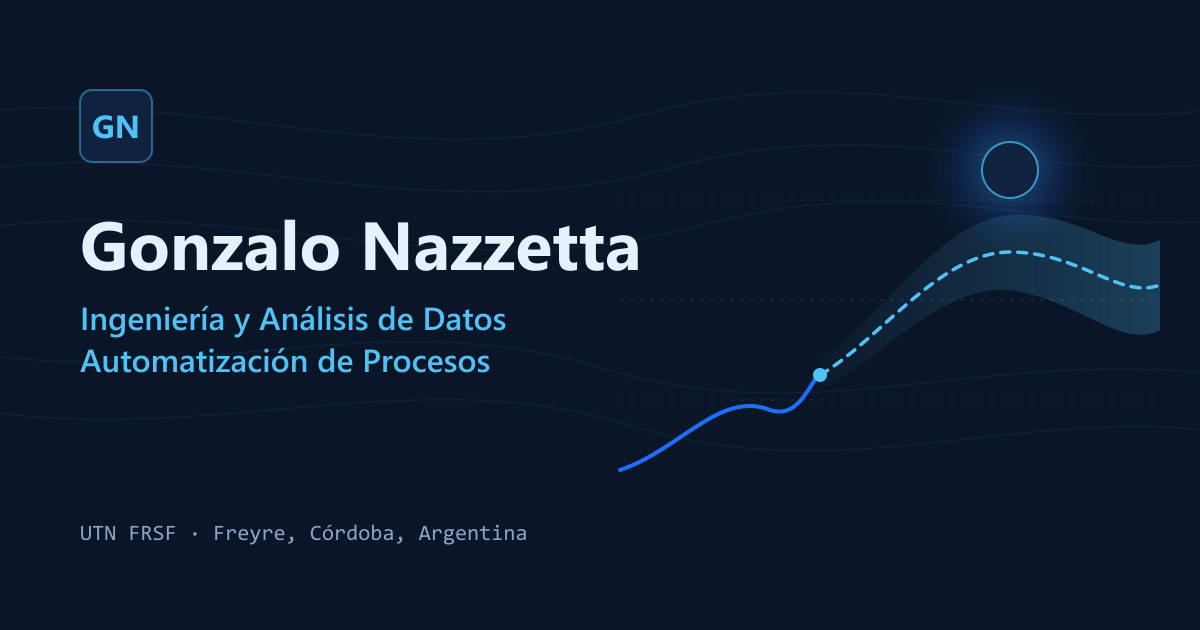 GN
Gonzalo Nazzetta
Ingeniería y Análisis de Datos
Automatización de Procesos
UTN FRSF · Freyre, Córdoba, Argentina